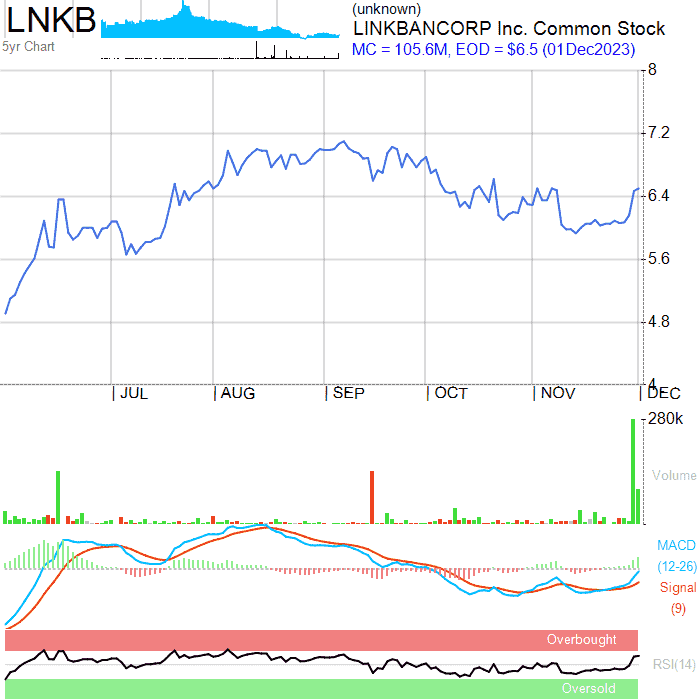 LNKB
5yr Chart
(unknown)
LINKBANCORP Inc. Common Stock
MC = 105.6M, EOD = $6.5 (01Dec2023)
8
7.2
6.4
5.6
4.8
4
JUL AUG SEP OCT NOV DEC
280k
Volume
MACD
(12-26)
Signal
(9)
Overbought
RSI(14)
Oversold